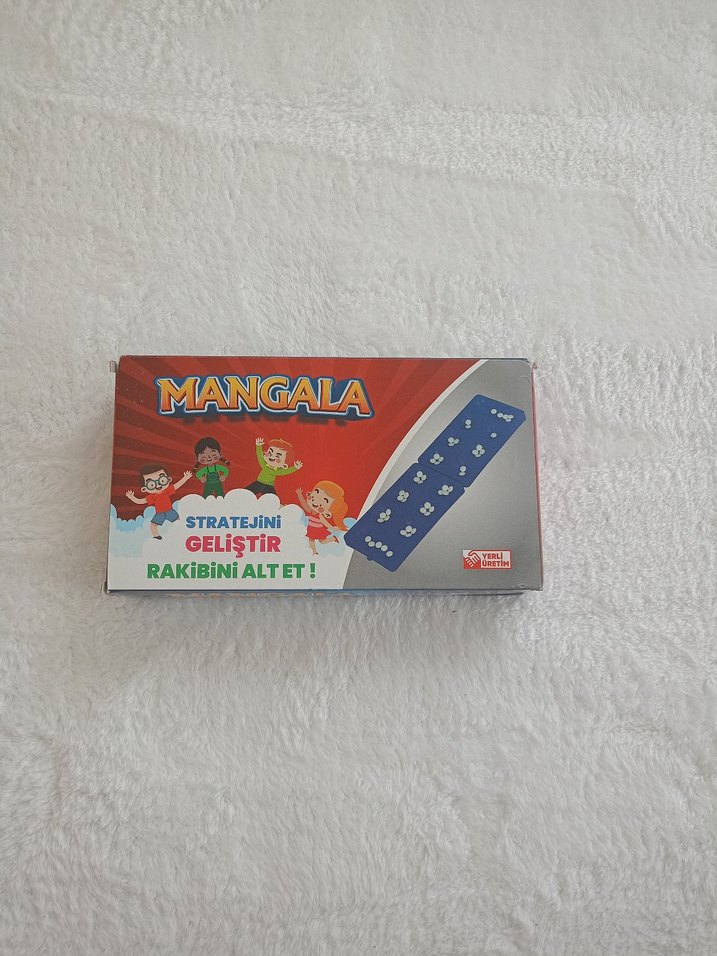 MANGALA
STRATEJiNi
GELİŞTİR
RAKİBİNİ ALT ET !
YERLİ
ÜRETİM